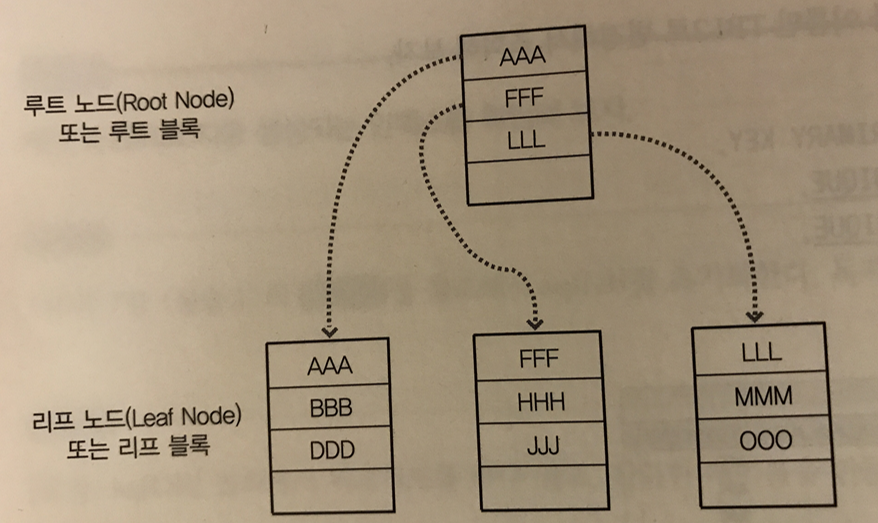 루트 노드(Root Node)
또는 루트 블록
AAA
FFF
LLL
리프 노드(Leaf Node)
또는 리프 블록
AAA
BBB
DDD
FFF
HHH
JJJ
LLL
MMM
OOO